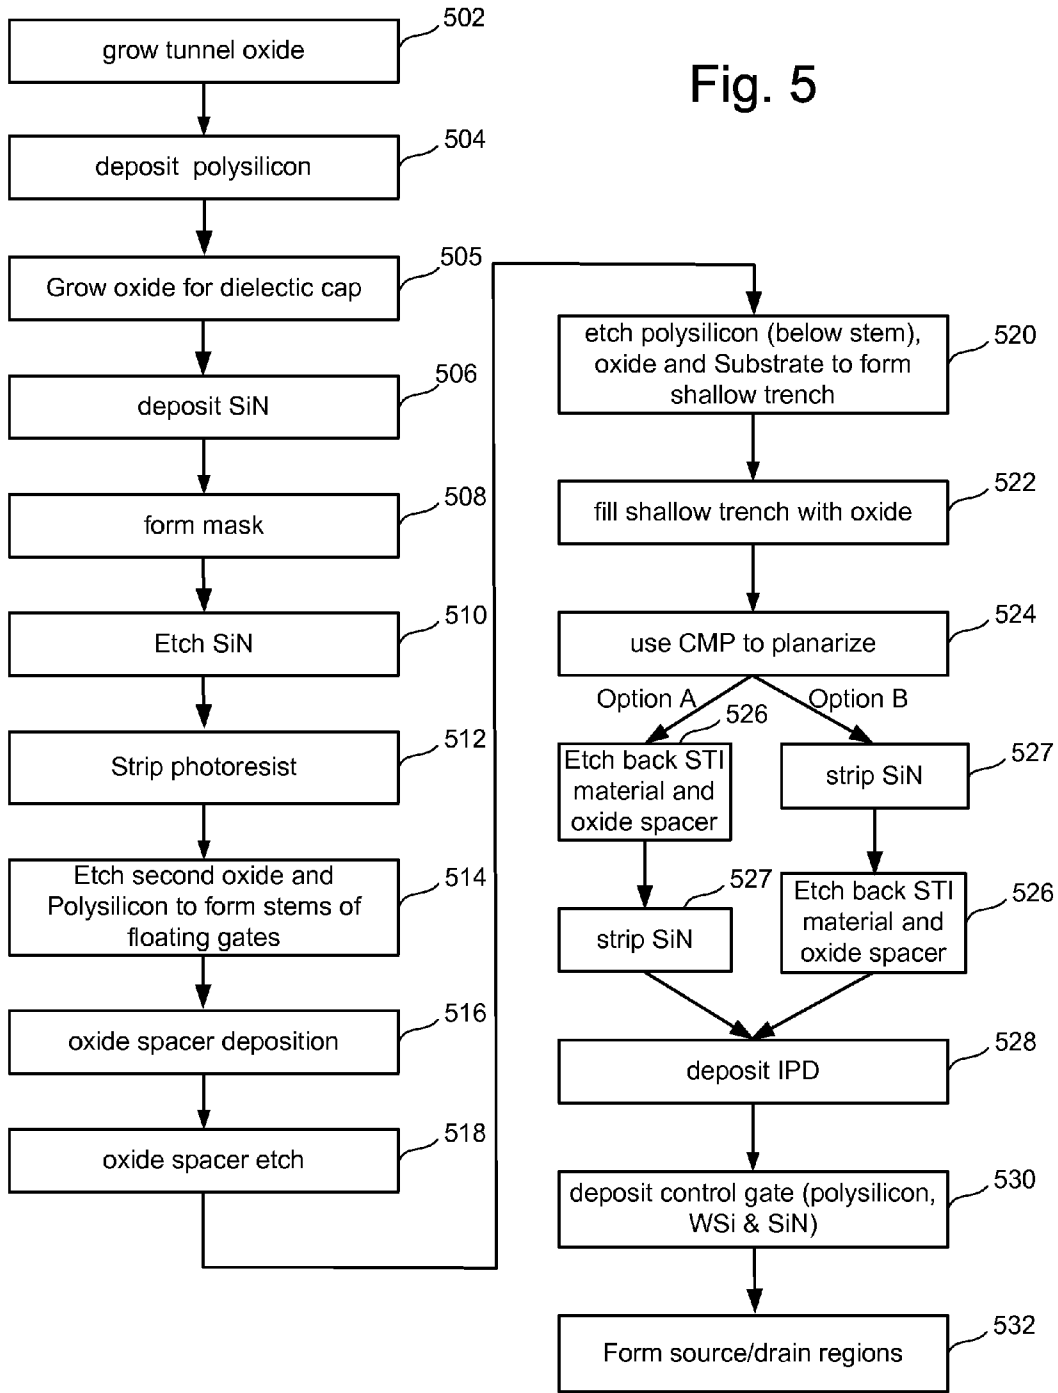 Fig. 5
502
grow tunnel oxide
504
deposit polysilicon
505
Grow oxide for dielectic cap
506
deposit SiN
508
form mask
510
Etch SiN
512
Strip photoresist
514
Etch second oxide and
Polysilicon to form stems of
floating gates
516
oxide spacer deposition
518
oxide spacer etch
520
etch polysilicon (below stem),
oxide and Substrate to form
shallow trench
522
fill shallow trench with oxide
524
use CMP to planarize
Option A
526
Etch back STI
material and
oxide spacer
527
strip SiN
Option B
527
strip SiN
526
Etch back STI
material and
oxide spacer
528
deposit IPD
530
deposit control gate (polysilicon,
WSi & SiN)
532
Form source/drain regions